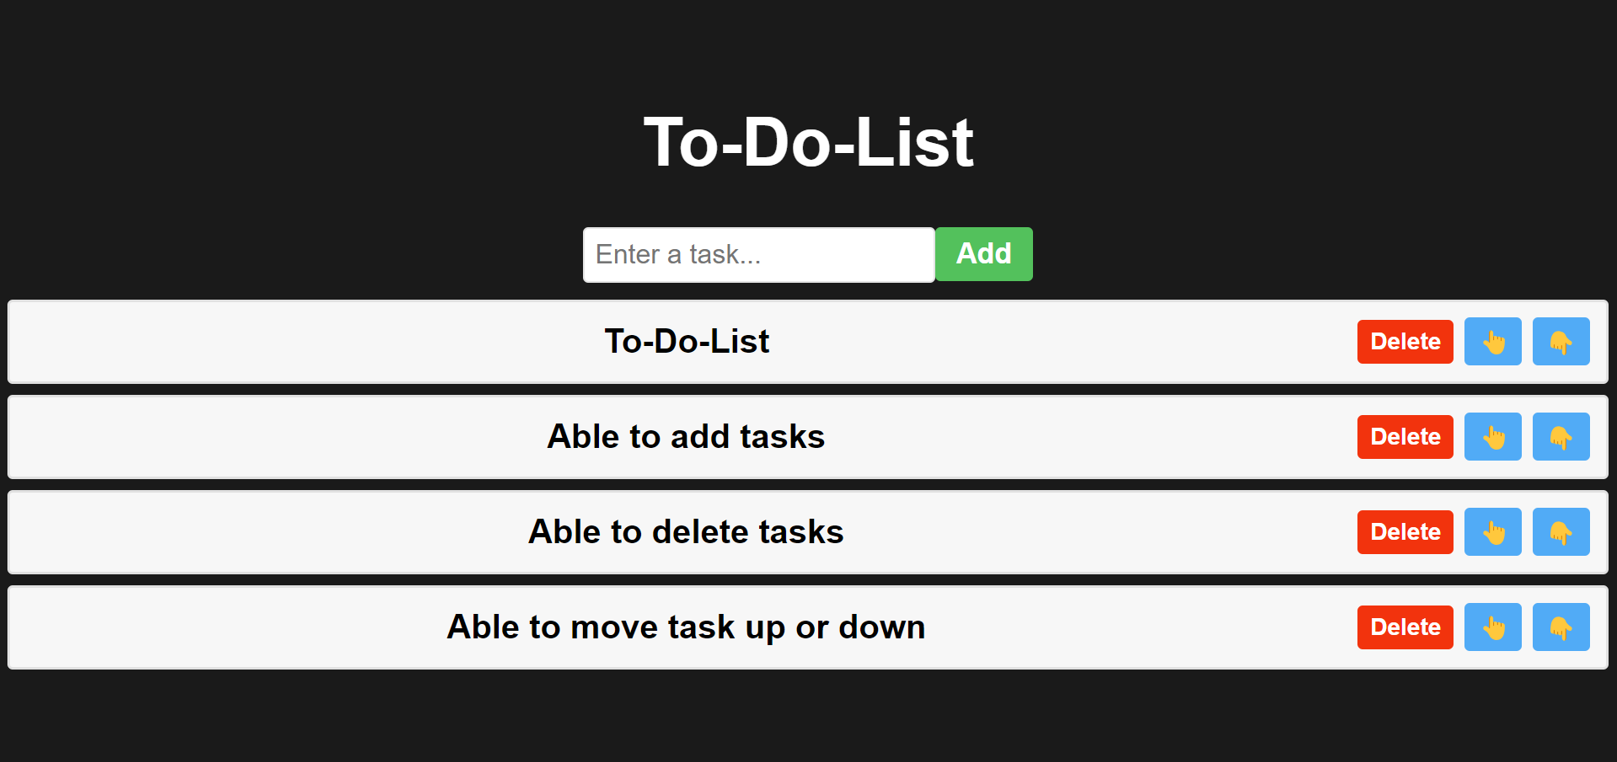 To-Do-List
Enter a task... Add
To-Do-List Delete 👆 👇
Able to add tasks Delete 👆 👇
Able to delete tasks Delete 👆 👇
Able to move task up or down Delete 👆 👇